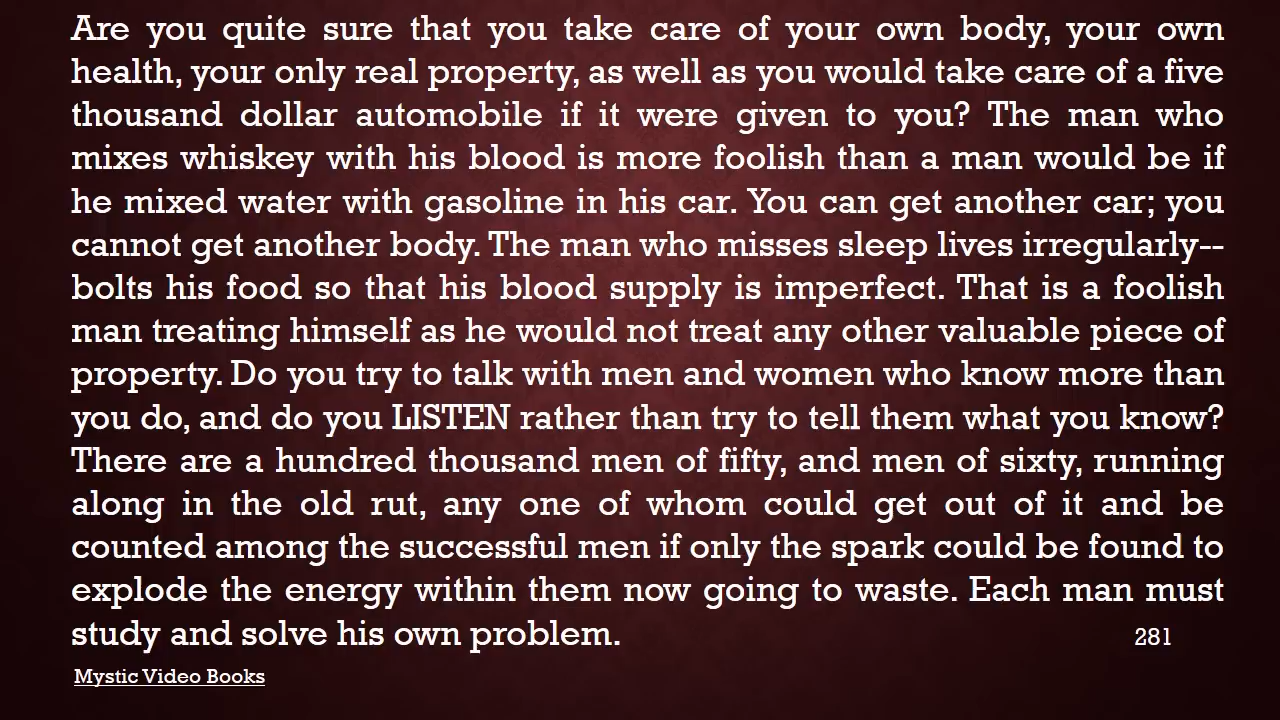 Are you quite sure that you take care of your own body, your own
health, your only real property, as well as you would take care of a five
thousand dollar automobile if it were given to you? The man who
mixes whiskey with his blood is more foolish than a man would be if
he mixed water with gasoline in his car. You can get another car; you
cannot get another body. The man who misses sleep lives irregularly--
bolts his food so that his blood supply is imperfect. That is a foolish
man treating himself as he would not treat any other valuable piece of
property. Do you try to talk with men and women who know more than
you do, and do you LISTEN rather than try to tell them what you know?
There are a hundred thousand men of fifty, and men of sixty, running
along in the old rut, any one of whom could get out of it and be
counted among the successful men if only the spark could be found to
explode the energy within them now going to waste. Each man must
study and solve his own problem. 281
Mystic Video Books